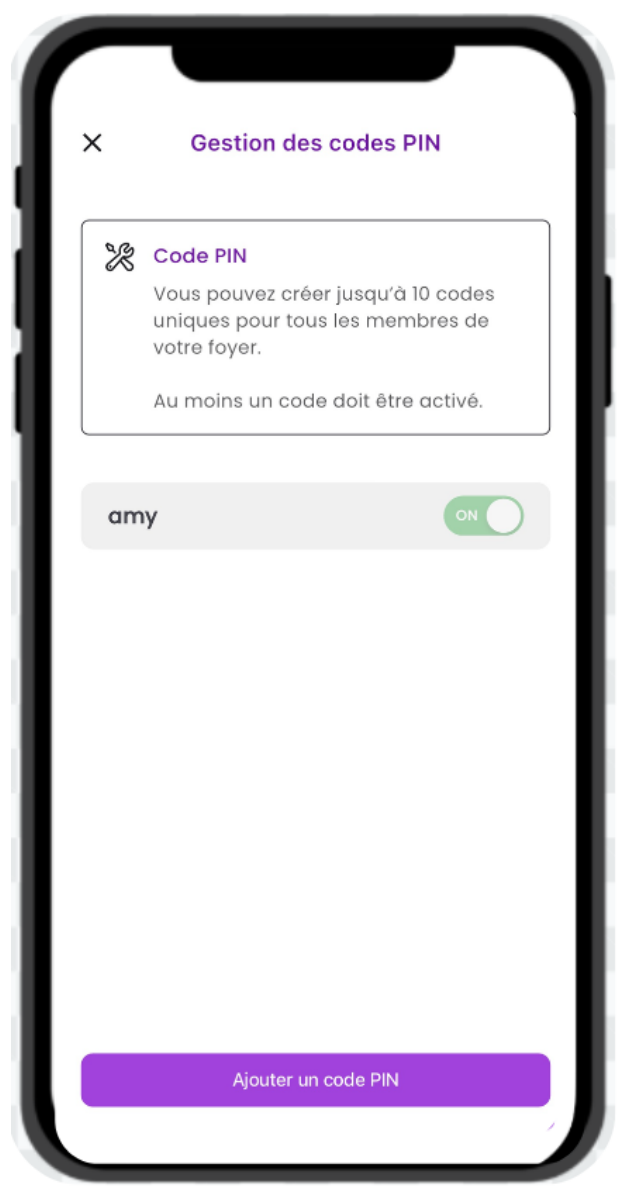 Gestion des codes PIN
Code PIN
Vous pouvez créer jusqu'à 10 codes
uniques pour tous les membres de
votre foyer.
Au moins un code doit être activé.
amy
ON
Ajouter un code PIN